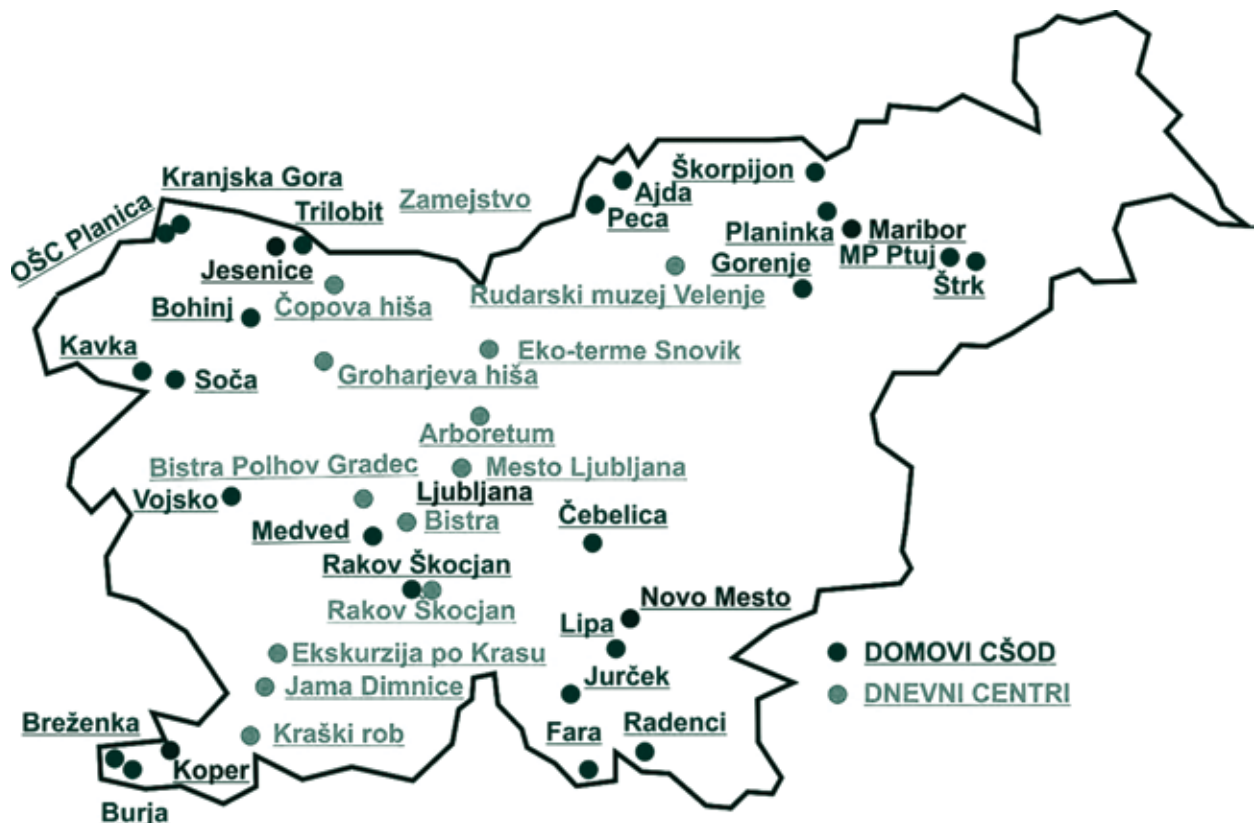 Kranjska Gora
OŠC Planica
Trilobit
Zamejstvo
Škorpijon
Ajda
Peca
Jesenice
Planinka
Maribor
MP Ptuj
Štrk
Gorenje
Čopova hiša
Rudarski muzej Velenje
Bohinj
Kavka
Soča
Groharjeva hiša
Eko-terme Snovik
Arboretum
Bistra Polhov Gradec
Mesto Ljubljana
Ljubljana
Vojsko
Medved
Bistra
Čebelica
Rakov Škocjan
Rakov Škocjan
Novo Mesto
Lipa
Ekskurzija po Krasu
Jama Dimnice
Jurček
DOMOVI CŠOD
DNEVNI CENTRI
Breženka
Kraški rob
Fara
Radenci
Koper
Burja